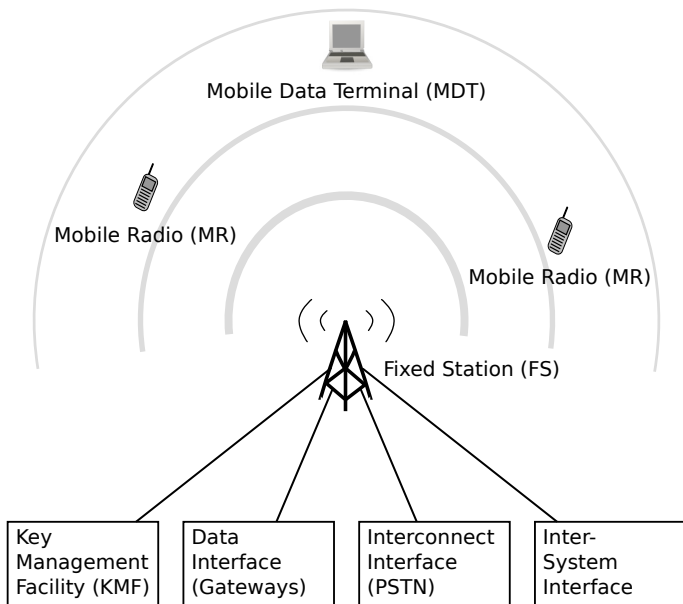 Mobile Data Terminal (MDT)
Mobile Radio (MR)
Mobile Radio (MR)
Fixed Station (FS)
Key
Management
Facility (KMF)
Data
Interface
(Gateways)
Interconnect
Interface
(PSTN)
Inter-
System
Interface